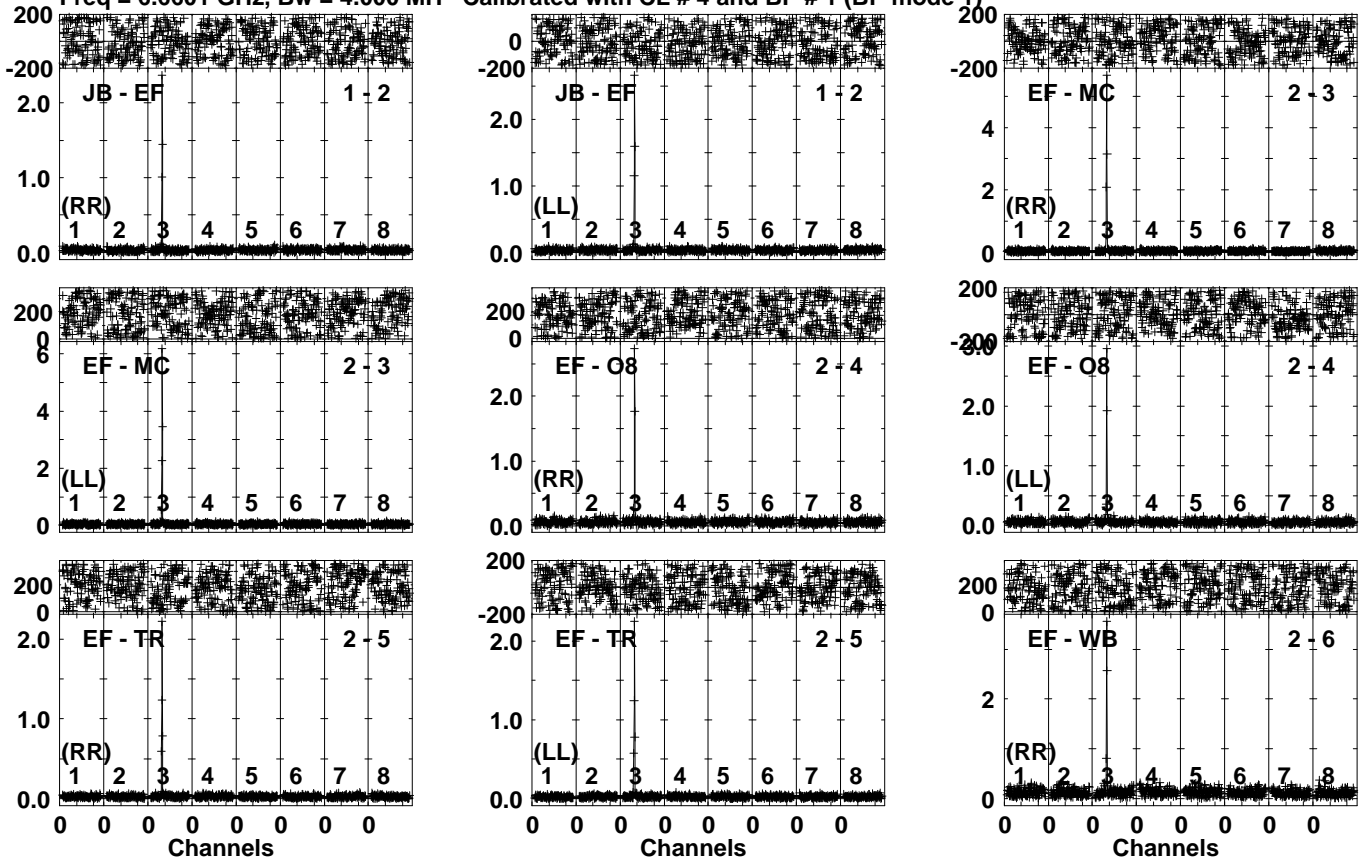 Freq = GHz, Bw = 4.000 MH Calibrated with CL # 4 and BP # 1 (BP mode 1)
200
-200
JB - EF 1 - 2
2.0
1.0
0.0
(RR)
1 2 3 4 5 6 7 8
0
JB - EF 1 - 2
2.0
1.0
0.0
(LL)
1 2 3 4 5 6 7 8
200
-200
EF - MC 2 - 3
4
2
0
(RR)
1 2 3 4 5 6 7 8
200
0
6
EF - MC 2 - 3
4
2
0
(LL)
1 2 3 4 5 6 7 8
200
0
EF - O8 2 - 4
2.0
1.0
0.0
(RR)
1 2 3 4 5 6 7 8
200
-200
3.0
EF - O8 2 - 4
2.0
1.0
0.0
(LL)
1 2 3 4 5 6 7 8
200
0
EF - TR 2 - 5
2.0
1.0
0.0
(RR)
1 2 3 4 5 6 7 8
0 0 0 0 0 0 0 0
Channels
200
-200
EF - TR 2 - 5
2.0
1.0
0.0
(LL)
1 2 3 4 5 6 7 8
0 0 0 0 0 0 0 0
Channels
200
0
EF - WB 2 - 6
2
0
(RR)
1 2 3 4 5 6 7 8
0 0 0 0 0 0 0
Channels